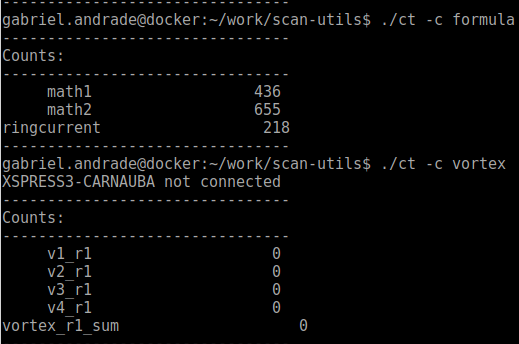 --------------------------------
gabriel.andrade@docker:~/work/scan-utils$ ./ct -c formula
--------------------------------
Counts:
--------------------------------
     math1                  436
     math2                  655
ringcurrent                  218
--------------------------------
gabriel.andrade@docker:~/work/scan-utils$ ./ct -c vortex
XSPRESS3-CARNAUBA not connected
--------------------------------
Counts:
--------------------------------
     v1_r1                    0
     v2_r1                    0
     v3_r1                    0
     v4_r1                    0
vortex_r1_sum                    0
--------------------------------